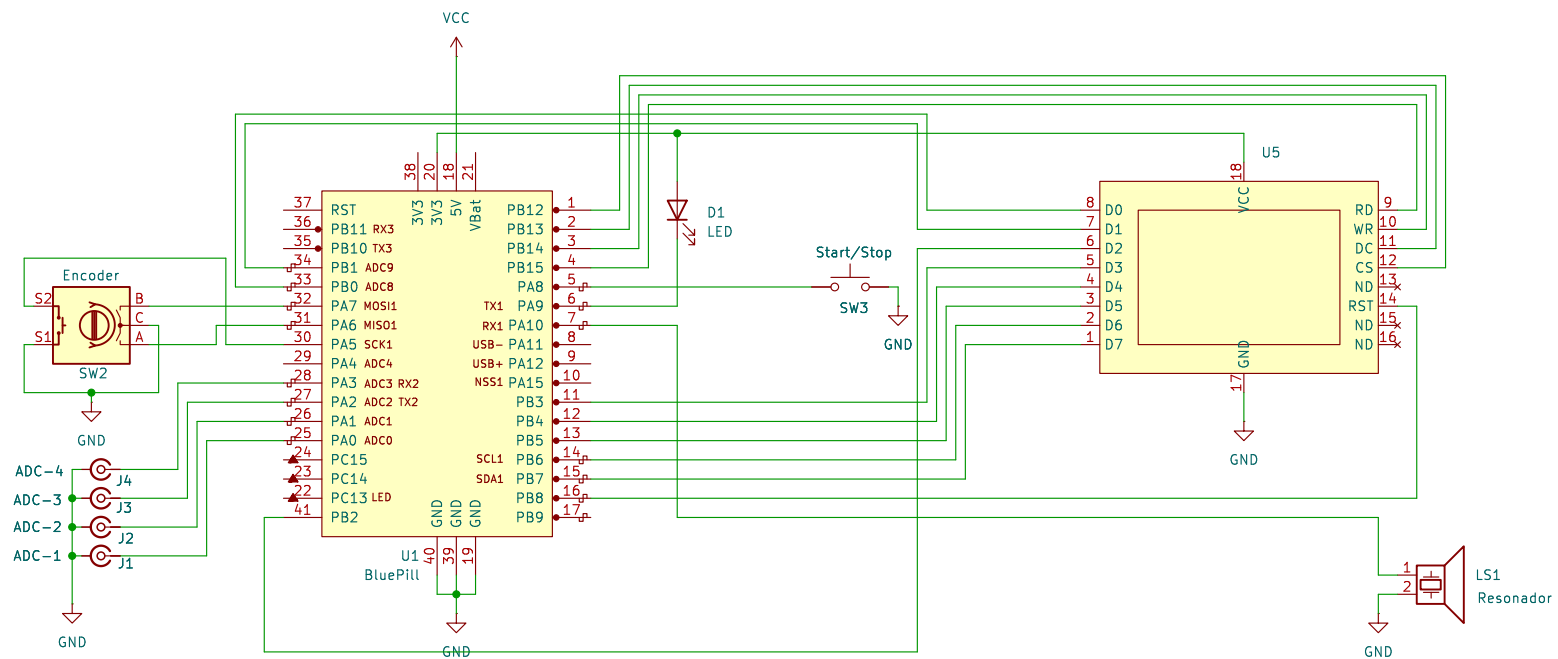 VCC
Encoder
S2
S1
B
C
A
SW2
GND
ADC-4
J4
ADC-3
J3
ADC-2
J2
ADC-1
J1
GND
38 20 18 21
3V3 3V3 5V VBat
37 RST
36 PB11 RX3
35 PB10 TX3
34 PB1 ADC9
33 PB0 ADC8
32 PA7 MOSI1
31 PA6 MISO1
30 PA5 SCK1
29 PA4 ADC4
28 PA3 ADC3 RX2
27 PA2 ADC2 TX2
26 PA1 ADC1
25 PA0 ADC0
24 PC15
23 PC14
22 PC13 LED
41 PB2
PB12 1
PB13 2
PB14 3
PB15 4
PA8 5
TX1 PA9 6
RX1 PA10 7
USB- PA11 8
USB+ PA12 9
NSS1 PA15 10
PB3 11
PB4 12
PB5 13
SCL1 PB6 14
SDA1 PB7 15
PB8 16
PB9 17
GND GND GND
40 39 19
U1
BluePill
GND
D1
LED
Start/Stop
SW3
GND
U5
18
VCC
8 D0
7 D1
6 D2
5 D3
4 D4
3 D5
2 D6
1 D7
RD 9
WR 10
DC 11
CS 12
ND 13
RST 14
ND 15
ND 16
GND
17
GND
1
2
LS1
Resonador
GND